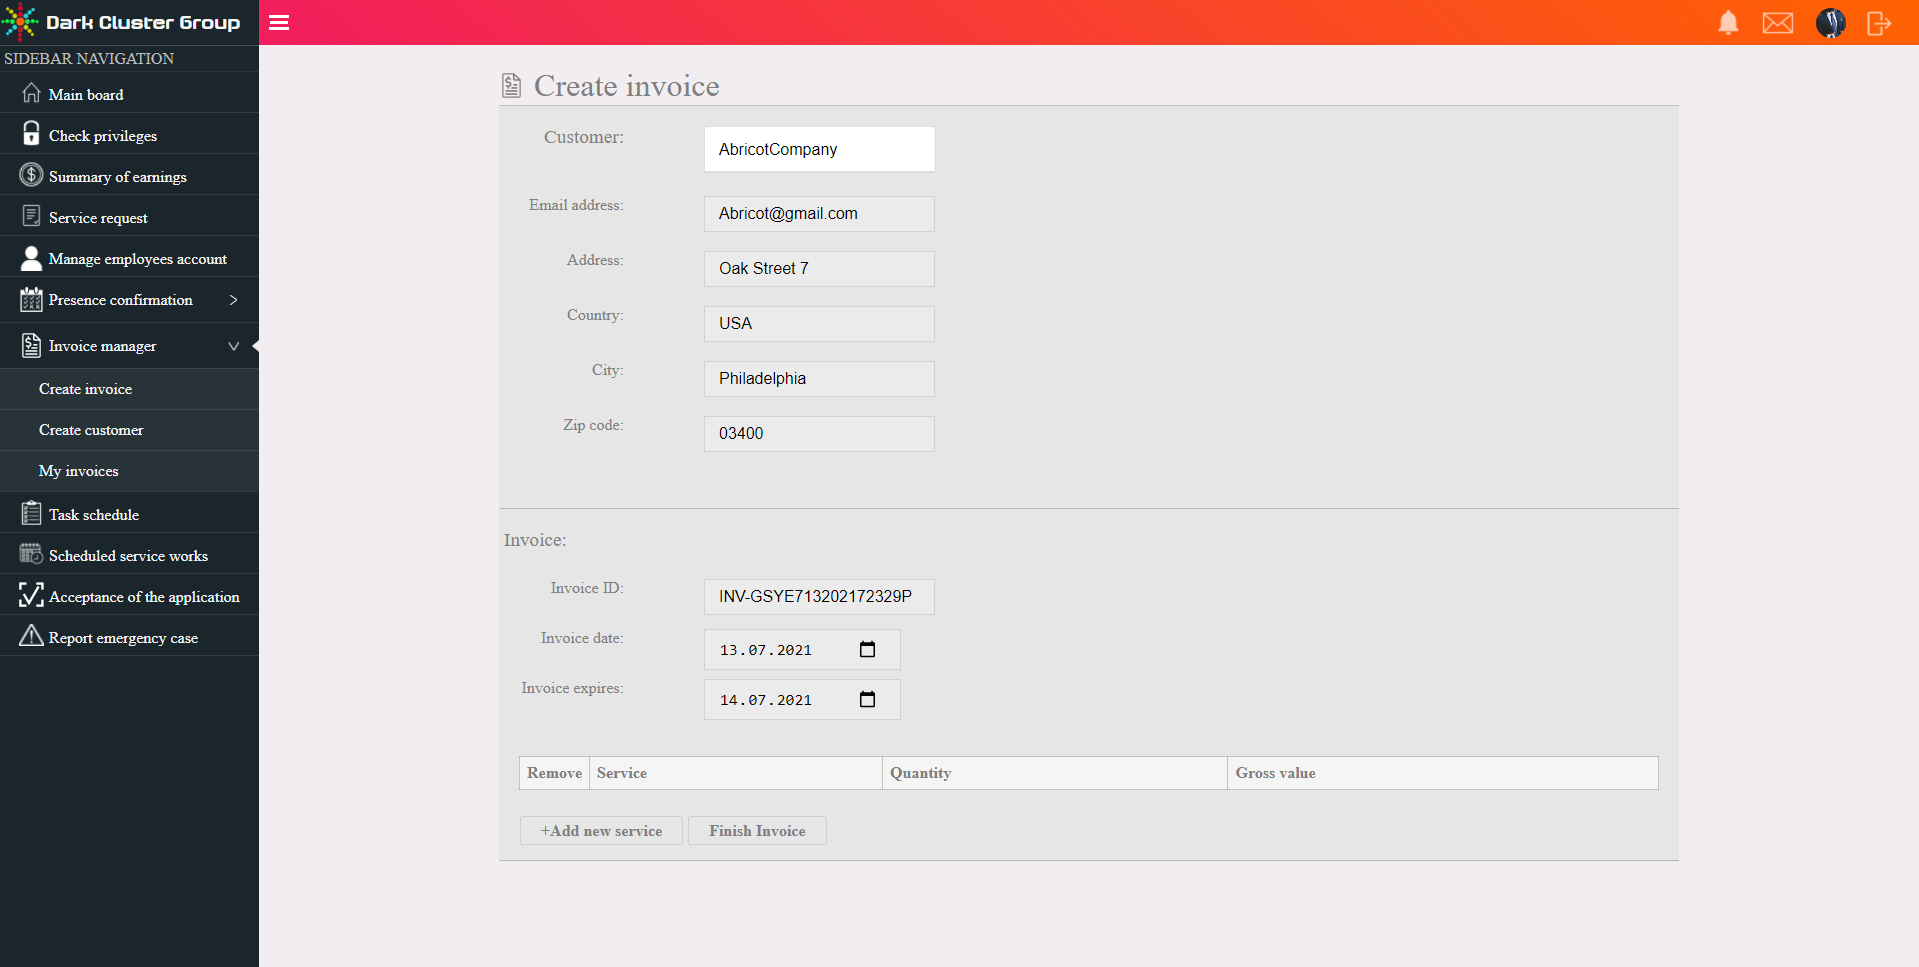 Dark Cluster Group
SIDEBAR NAVIGATION
Main board
Check privileges
Summary of earnings
Service request
Manage employees account
Presence confirmation
Invoice manager
Create invoice
Create customer
My invoices
Task schedule
Scheduled service works
Acceptance of the application
Report emergency case
Create invoice
Customer: AbricotCompany
Email address: Abricot@gmail.com
Address: Oak Street 7
Country: USA
City: Philadelphia
Zip code: 03400
Invoice:
Invoice ID: INV-GSYE713202172329P
Invoice date: 13.07.2021
Invoice expires: 14.07.2021
Remove Service Quantity Gross value
+Add new service Finish Invoice